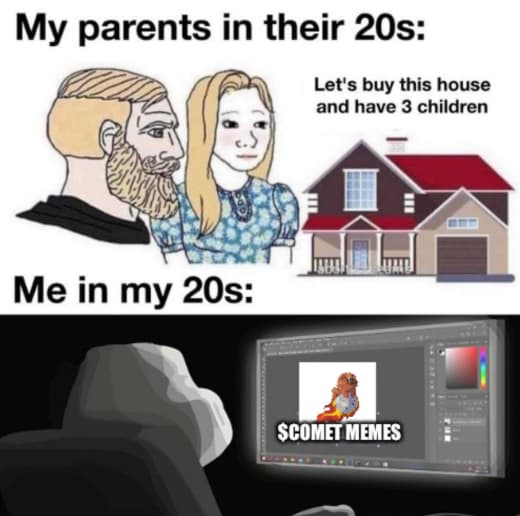 My parents in their 20s:
Let's buy this house
and have 3 children
Me in my 20s:
$COMET MEMES